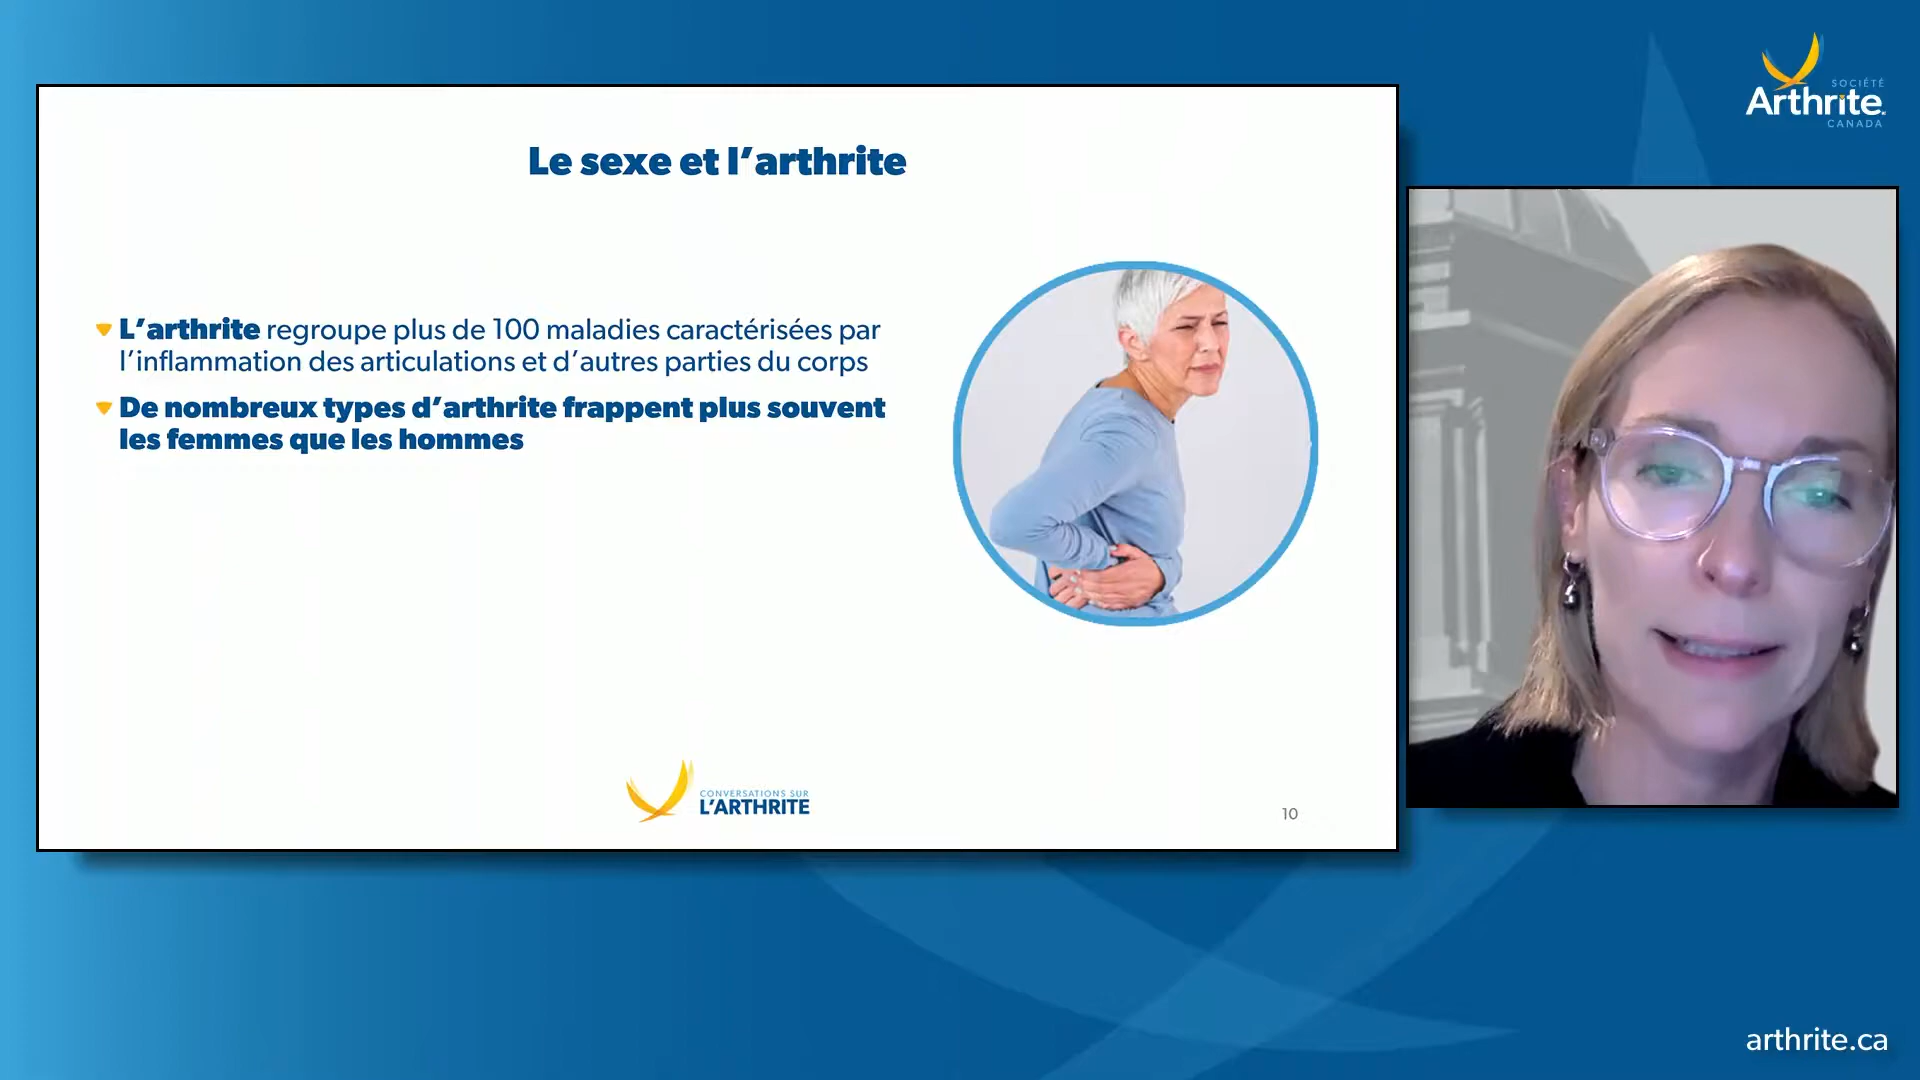 SOCIÉTÉ
Arthrite
CANADA
Le sexe et l’arthrite
L’arthrite regroupe plus de 100 maladies caractérisées par
l’inflammation des articulations et d’autres parties du corps
De nombreux types d’arthrite frappent plus souvent
les femmes que les hommes
CONVERSATIONS SUR
L’ARTHRITE
10
arthrite.ca